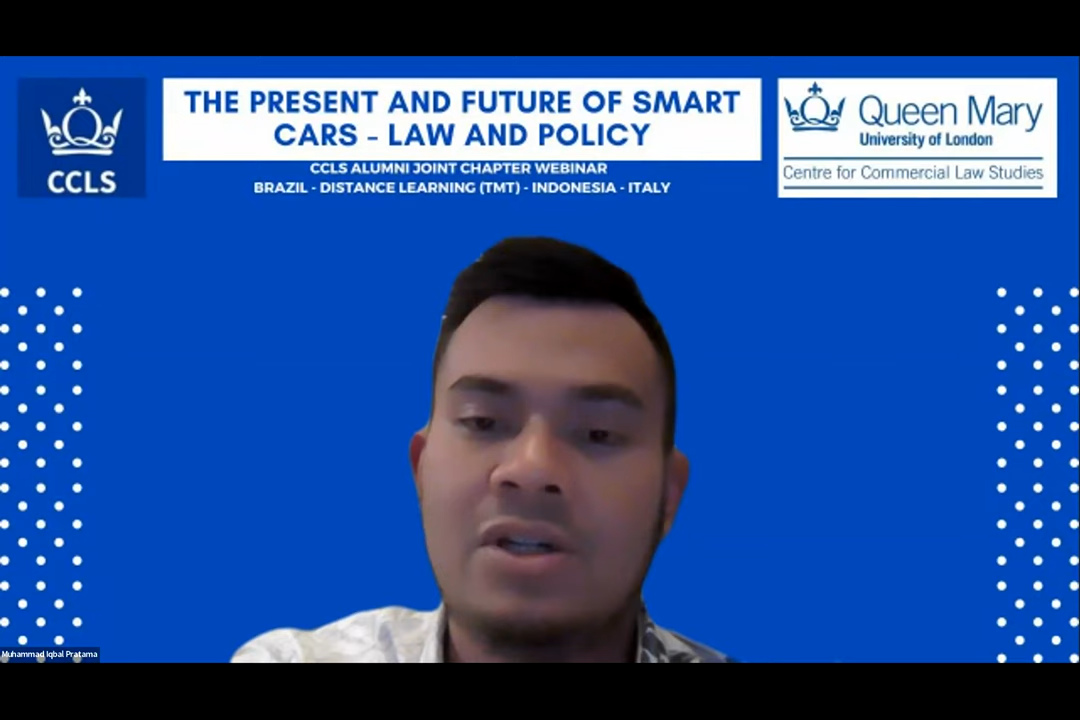 CCLS
THE PRESENT AND FUTURE OF SMART
CARS - LAW AND POLICY
CCLS ALUMNI JOINT CHAPTER WEBINAR
BRAZIL - DISTANCE LEARNING (TMT) - INDONESIA - ITALY
Queen Mary
University of London
Centre for Commercial Law Studies
Muhammad Iqbal Pratama